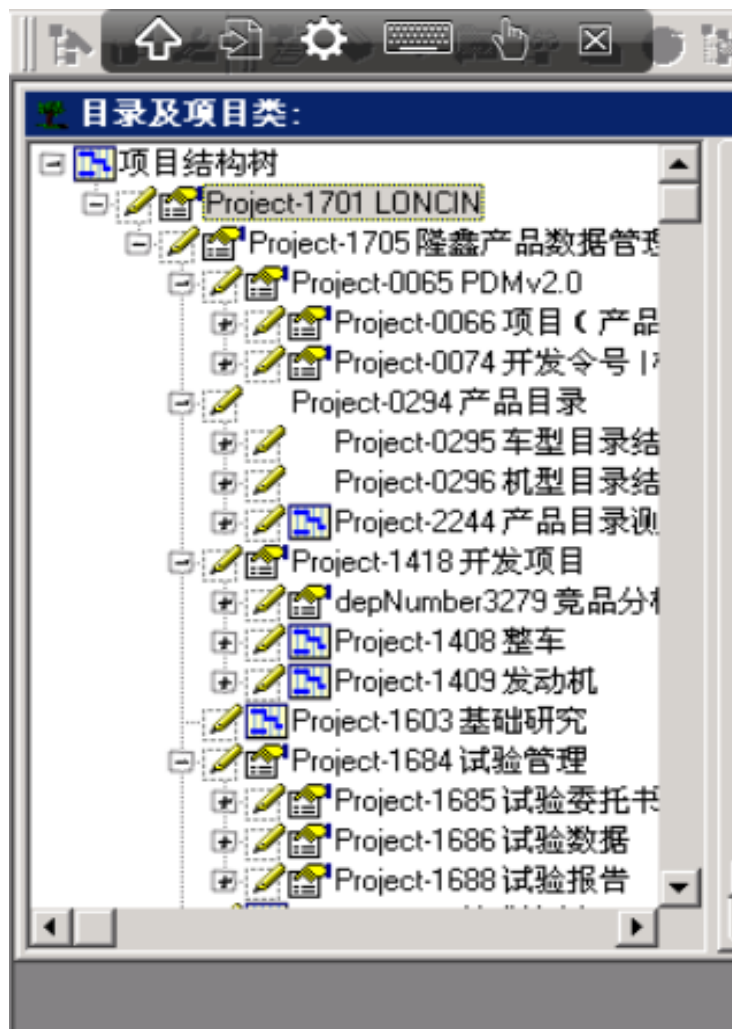 目录及项目类:
项目结构树
Project-1701 LONCIN
Project-1705 隆鑫产品数据管理
Project-0065 PDMv2.0
Project-0066 项目 ( 产品
Project-0074 开发令号 |
Project-0294 产品目录
Project-0295 车型目录结
Project-0296 机型目录结
Project-2244 产品目录测
Project-1418 开发项目
depNumber3279 竞品分析
Project-1408 整车
Project-1409 发动机
Project-1603 基础研究
Project-1684 试验管理
Project-1685 试验委托书
Project-1686 试验数据
Project-1688 试验报告